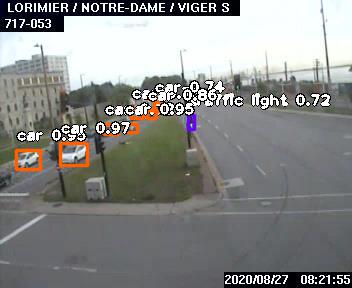 LORIMIER / NOTRE-DAME / VIGER S
717-053
car 0.74
car 0.95
traffic light 0.72
car 0.97
car 0.93
2020/08/27 08:21:55